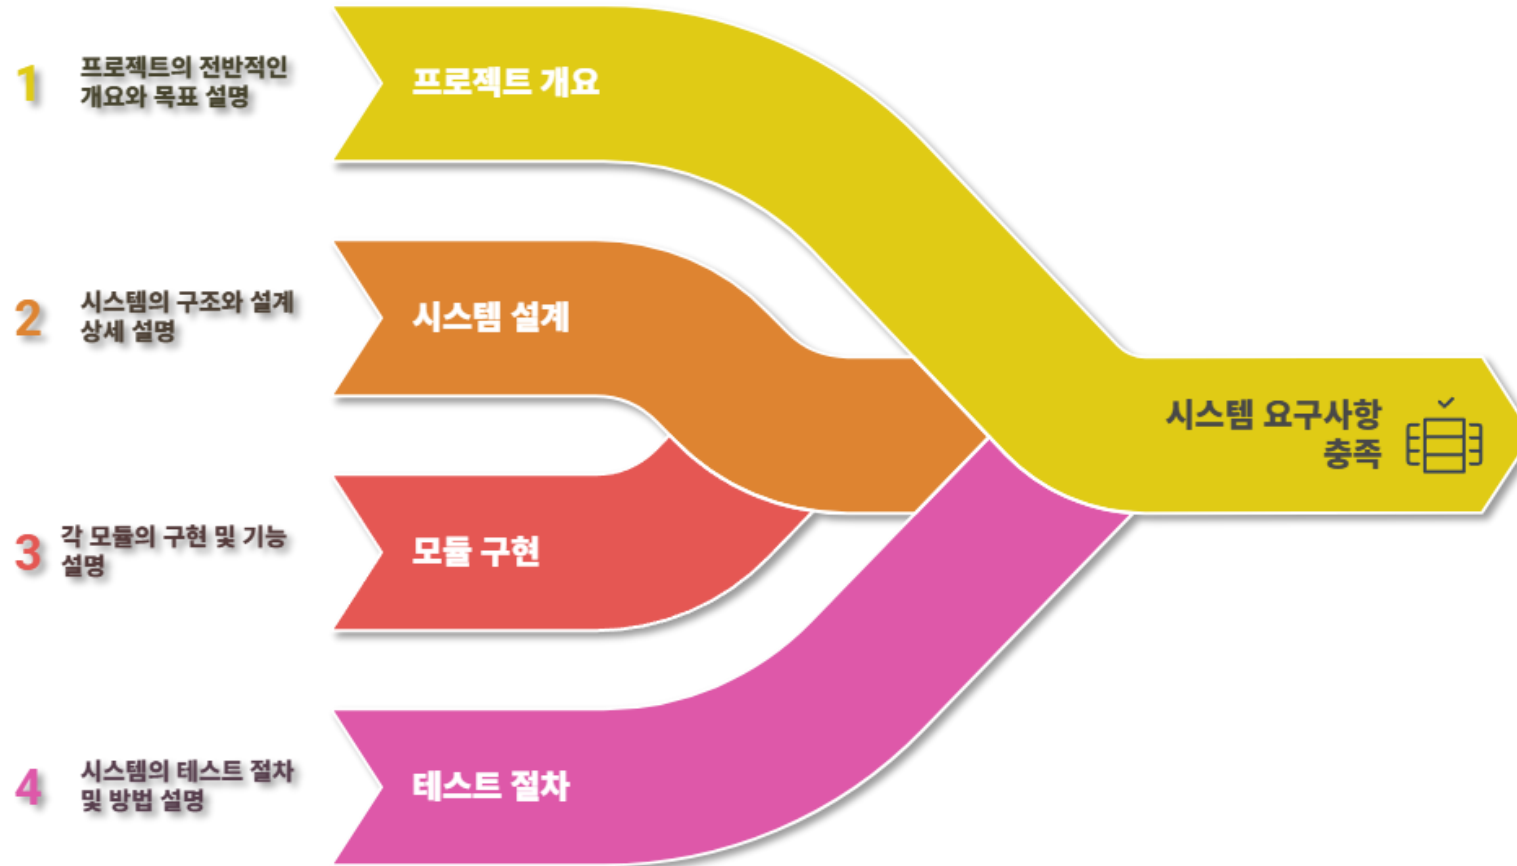 1
프로젝트의 전반적인
개요와 목표 설명
프로젝트 개요
2
시스템의 구조와 설계
상세 설명
시스템 설계
시스템 요구사항
충족
3
각 모듈의 구현 및 기능
설명
모듈 구현
4
시스템의 테스트 절차
및 방법 설명
테스트 절차